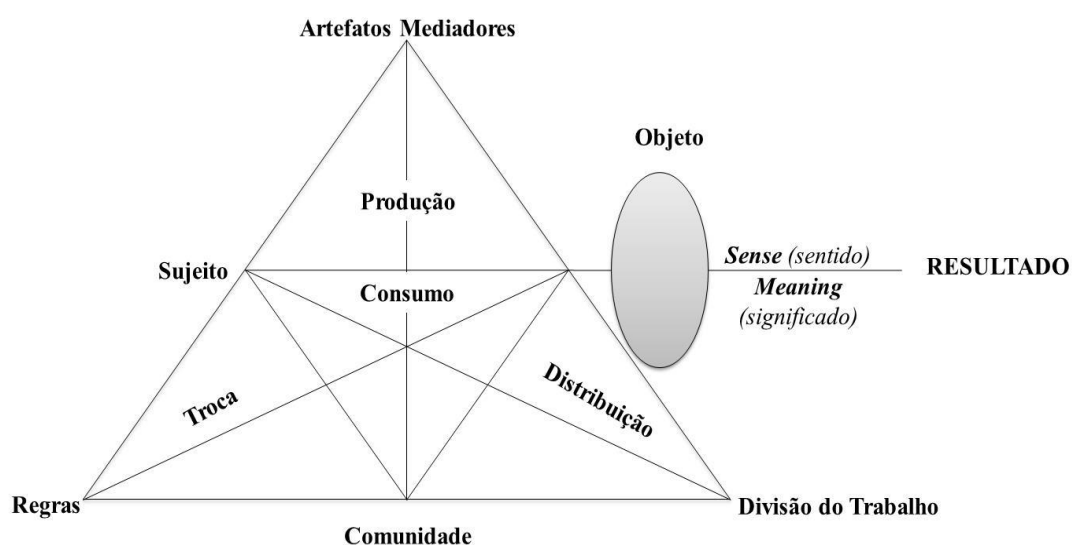 Artefatos Mediadores
Objeto
Produção
Sujeito
Sense (sentido)
RESULTADO
Consumo
Meaning
(significado)
Troca
Distribuição
Regras
Divisão do Trabalho
Comunidade